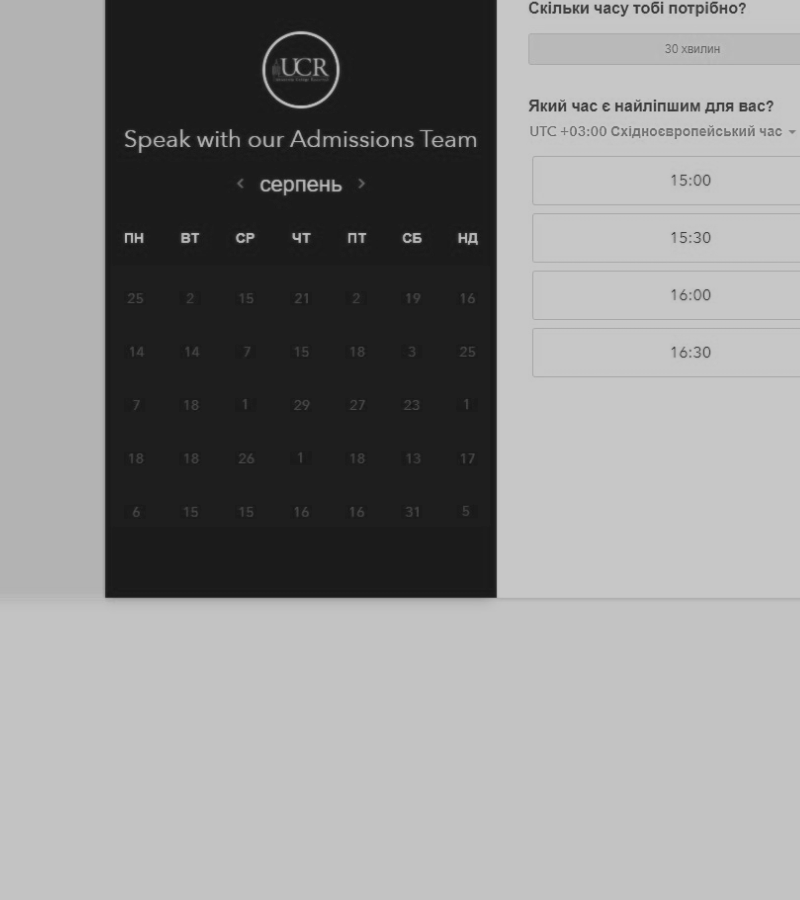 UCR
Speak with our Admissions Team
серпень
ПН ВТ СР ЧТ ПТ СБ НД
25 2 15 21 2 19 16
14 14 7 15 18 3 25
7 18 1 29 27 23 1
18 18 26 1 18 13 17
6 15 15 16 16 31 5
Скільки часу тобі потрібно?
30 хвилин
Який час є найліпшим для вас?
UTC +03:00 Східноєвропейський час
15:00
15:30
16:00
16:30